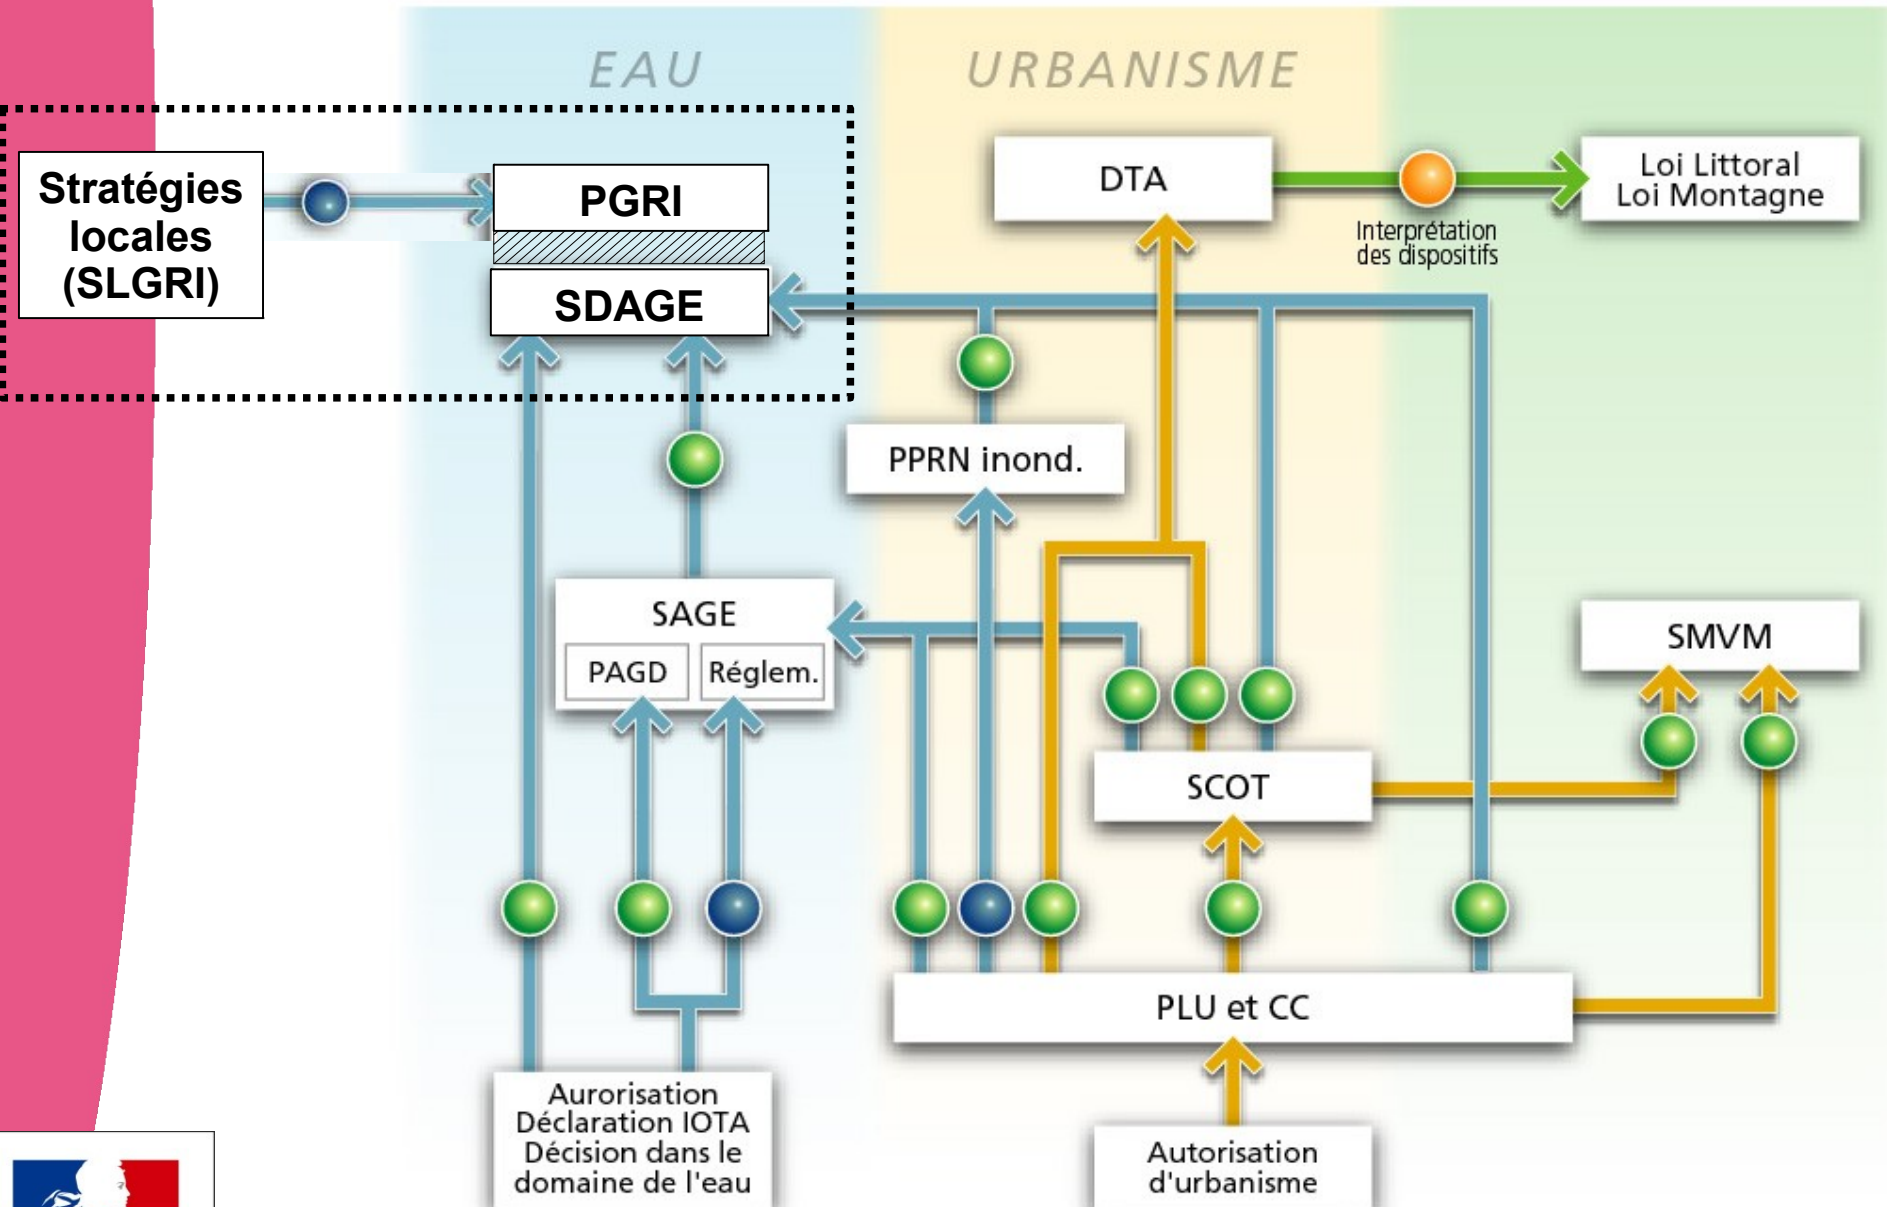 EAU
URBANISME
Stratégies
locales
(SLGRI)
PGRI
SDAGE
DTA
Interprétation
des dispositifs
Loi Littoral
Loi Montagne
PPRN inond.
SAGE
PAGD
Réglem.
SMVM
SCOT
PLU et CC
Aurorisation
Déclaration IOTA
Décision dans le
domaine de l'eau
Autorisation
d'urbanisme